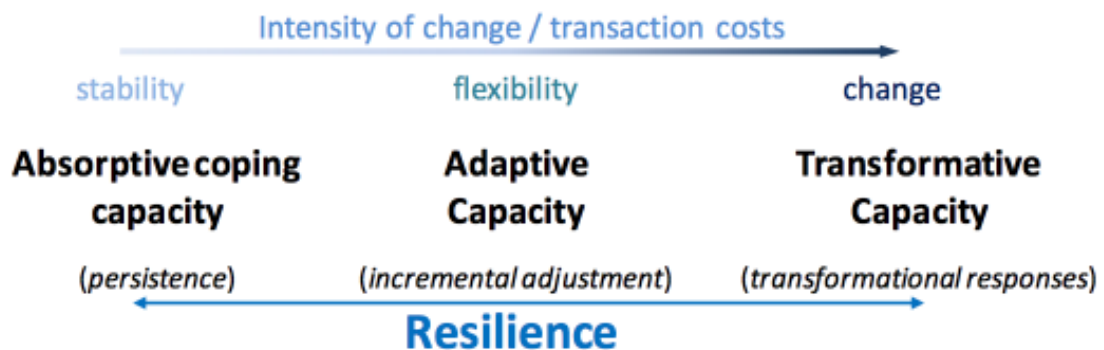 Intensity of change / transaction costs
stability flexibility change
Absorptive coping capacity
Adaptive Capacity
Transformative Capacity
(persistence) (incremental adjustment) (transformational responses)
Resilience